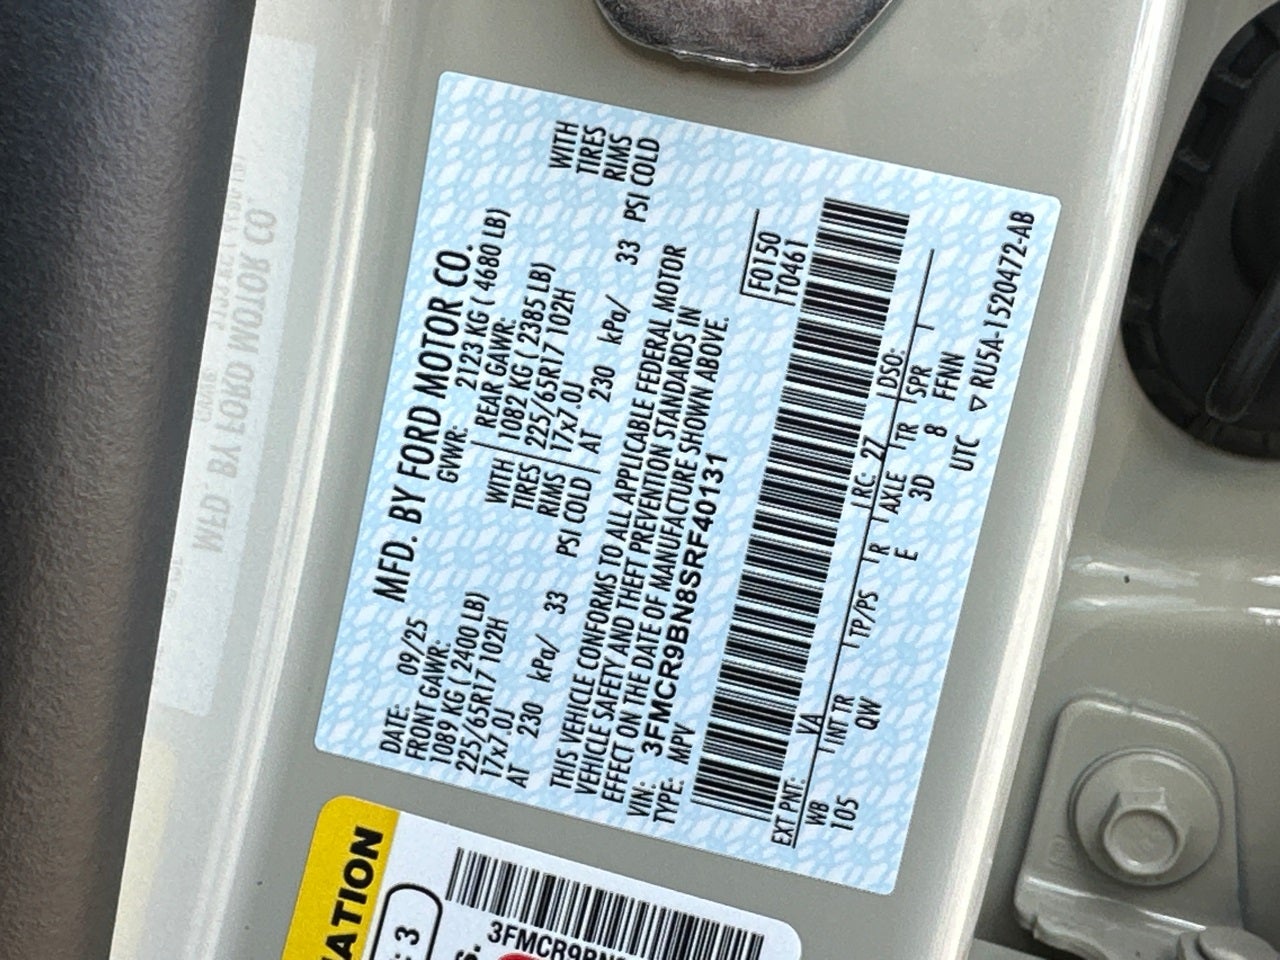 MFD. BY FORD MOTOR CO.
DATE: 09/25 GVWR: 2123 KG ( 4680 LB)
FRONT GAWR: REAR GAWR:
1089 KG ( 2400 LB) WITH 1082 KG ( 2385 LB) WITH
225/65R17 102H TIRES 225/65R17 102H TIRES
17x7.0J RIMS 17x7.0J RIMS
AT 230 kPa/ 33 PSI COLD AT 230 kPa/ 33 PSI COLD
THIS VEHICLE CONFORMS TO ALL APPLICABLE FEDERAL MOTOR
VEHICLE SAFETY AND THEFT PREVENTION STANDARDS IN
EFFECT ON THE DATE OF MANUFACTURE SHOWN ABOVE.
VIN: 3FMCR9BN8SRF40131
TYPE: MPV
F0150
T0461
EXT PNT: VA RC: 27 DSO:
WB INT TR TP/PS R AXLE TR SPR
105 QW E 3D 8 FFNN
UTC ▽ RU5A-1520472-AB
ATION
: 3
S.
3FMCR9BN